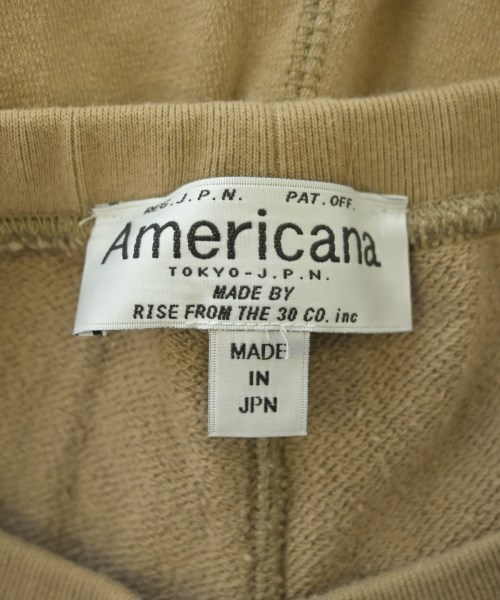 REG. J.P.N. PAT. OFF.
Americana
TOKYO-J.P.N.
MADE BY
RISE FROM THE 30 CO. inc
MADE
IN
JPN